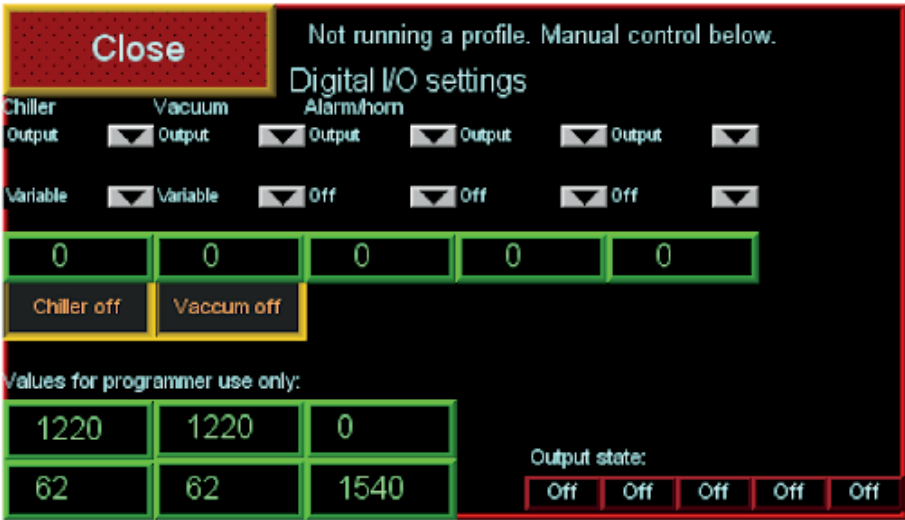 Close
Not running a profile. Manual control below.
Digital I/O settings
Chiller Vacuum Alarm/horn
Output Output Output Output Output
Variable Variable Off Off Off
0 0 0 0 0
Chiller off Vaccum off
Values for programmer use only:
1220 1220 0
62 62 1540
Output state:
Off Off Off Off Off